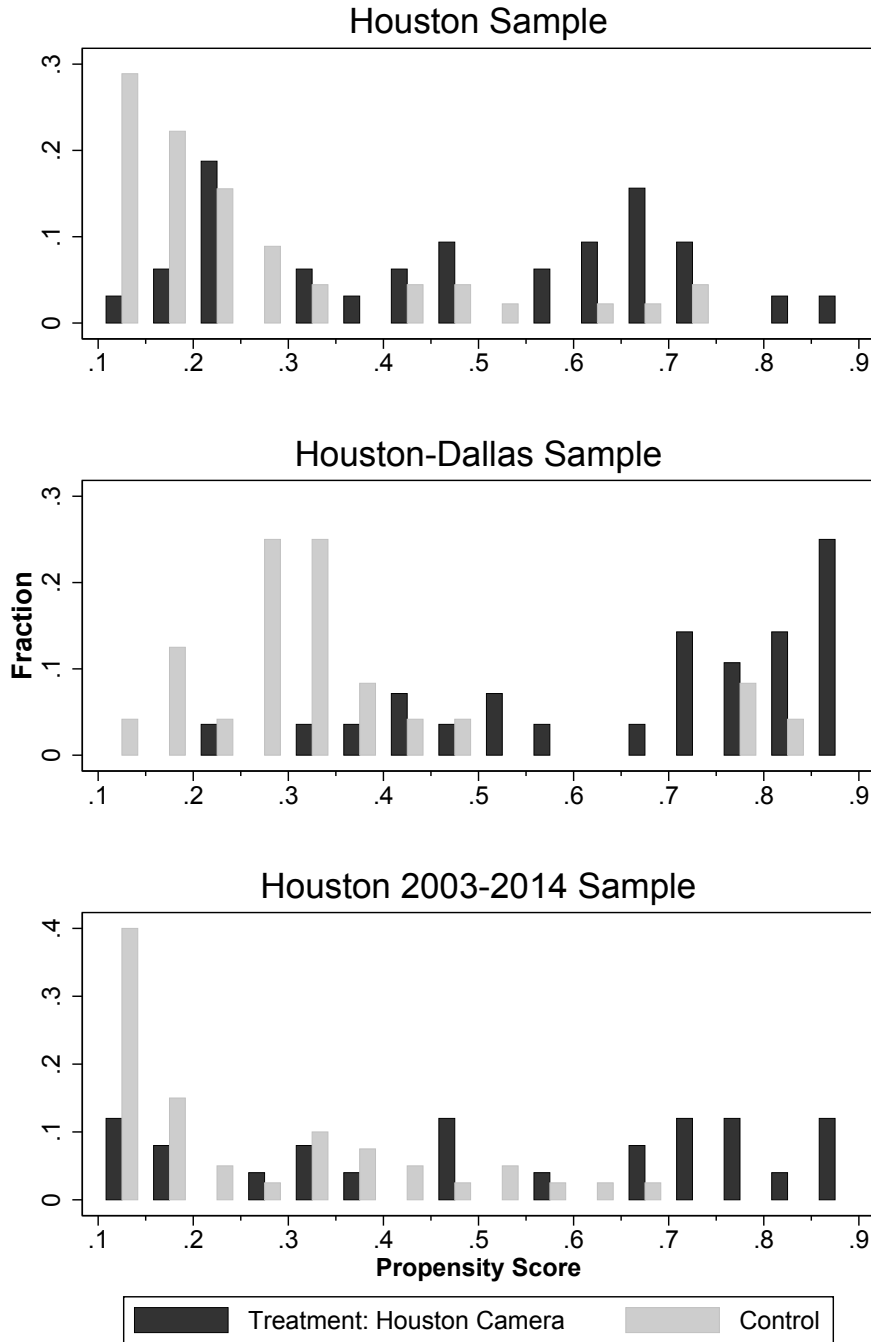 Houston Sample
.3
.2
.1
0
.1 .2 .3 .4 .5 .6 .7 .8 .9
Houston-Dallas Sample
Fraction
.3
.2
.1
0
.1 .2 .3 .4 .5 .6 .7 .8 .9
Houston 2003-2014 Sample
.4
.3
.2
.1
0
.1 .2 .3 .4 .5 .6 .7 .8 .9
Propensity Score
Treatment: Houston Camera Control